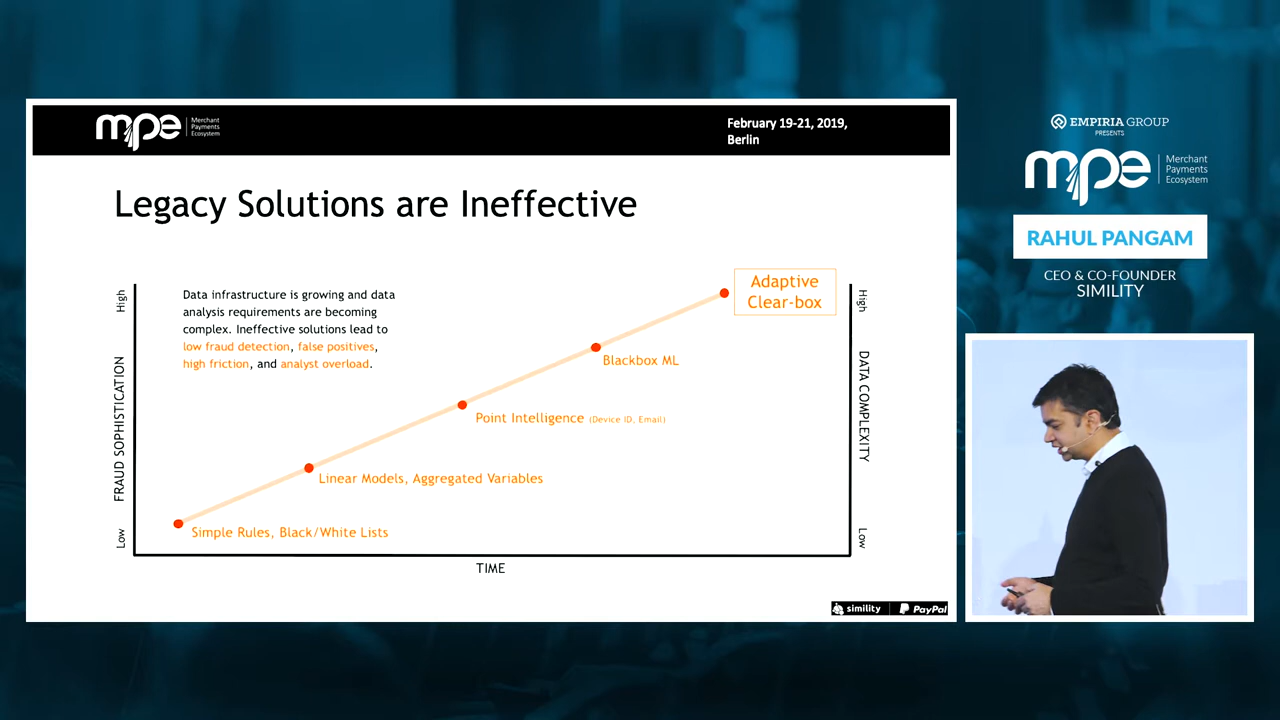 mpe
Merchant
Payments
Ecosystem
February 19-21, 2019,
Berlin
Legacy Solutions are Ineffective
Data infrastructure is growing and data
analysis requirements are becoming
complex. Ineffective solutions lead to
low fraud detection, false positives,
high friction, and analyst overload.
High
FRAUD SOPHISTICATION
Low
Adaptive
Clear-box
Blackbox ML
Point Intelligence (Device ID, Email)
Linear Models, Aggregated Variables
Simple Rules, Black/White Lists
High
DATA COMPLEXITY
Low
TIME
simility
PayPal
EMPIRIA GROUP
PRESENTS
mpe
Merchant
Payments
Ecosystem
RAHUL PANGAM
CEO & CO-FOUNDER
SIMILITY